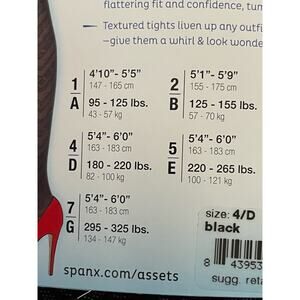 flattering fit and confidence, tum
Textured tights liven up any outfi
–give them a whirl & look wonde
1
A
4'10"- 5'5"
147 - 165 cm
95 - 125 lbs.
43 - 57 kg
2
B
5'1"- 5'9"
155 - 175 cm
125 - 155 lbs.
57 - 70 kg
4
D
5'4"- 6'0"
163 - 183 cm
180 - 220 lbs.
82 - 100 kg
5
E
5'4"- 6'0"
163 - 183 cm
220 - 265 lbs.
100 - 121 kg
7
G
5'4"- 6'0"
163 - 183 cm
295 - 325 lbs.
134 - 147 kg
size: 4/D
black
8 43953
sugg. reta
spanx.com/assets